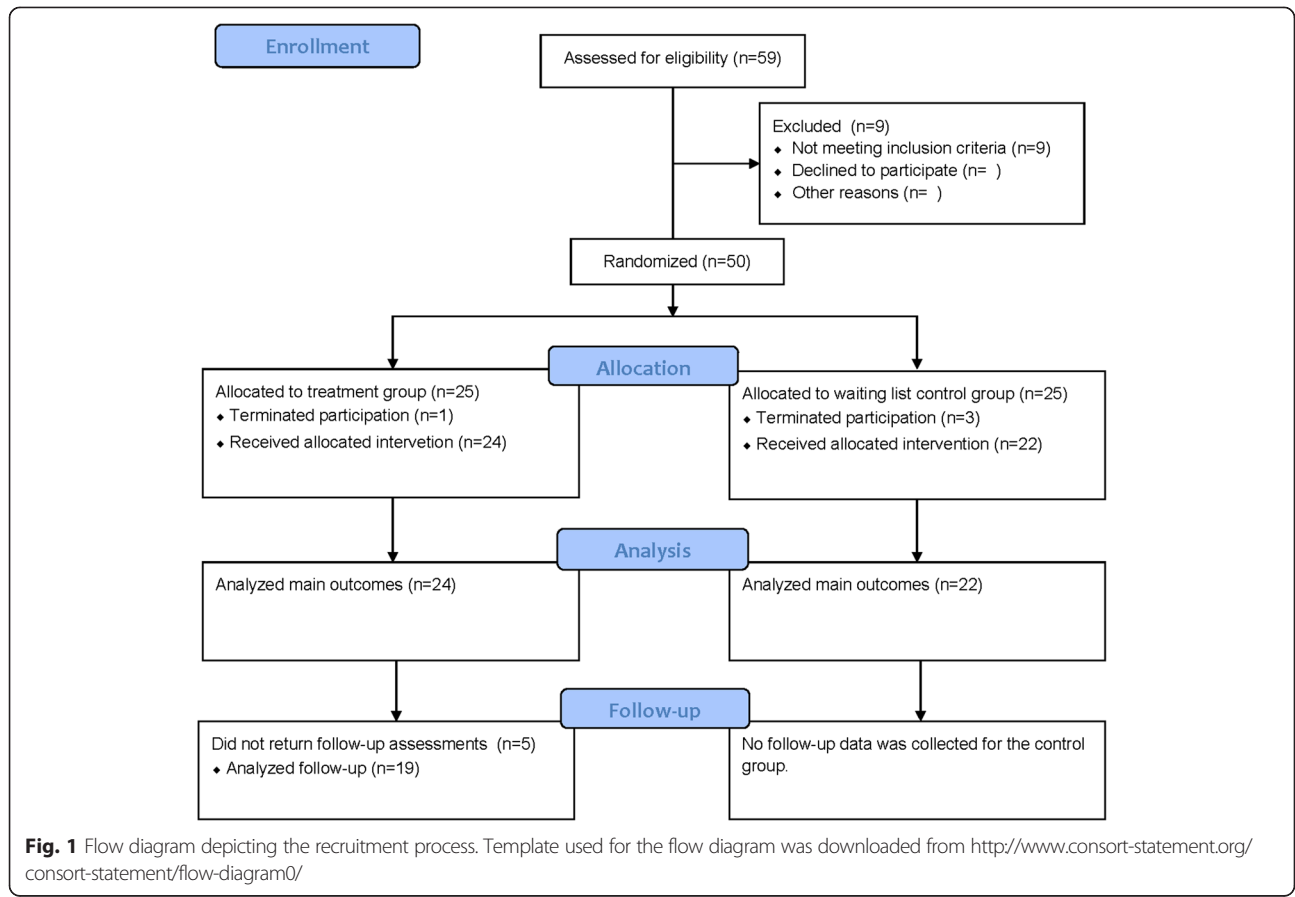 Enrollment
Assessed for eligibility (n=59)
Excluded (n=9)
⬥ Not meeting inclusion criteria (n=9)
⬥ Declined to participate (n= )
⬥ Other reasons (n= )
Randomized (n=50)
Allocation
Allocated to treatment group (n=25)
⬥ Terminated participation (n=1)
⬥ Received allocated intervetion (n=24)
Allocated to waiting list control group (n=25)
⬥ Terminated participation (n=3)
⬥ Received allocated intervention (n=22)
Analysis
Analyzed main outcomes (n=24)
Analyzed main outcomes (n=22)
Follow-up
Did not return follow-up assessments (n=5)
⬥ Analyzed follow-up (n=19)
No follow-up data was collected for the control
group.
Fig. 1 Flow diagram depicting the recruitment process. Template used for the flow diagram was downloaded from http://www.consort-statement.org/
consort-statement/flow-diagram0/